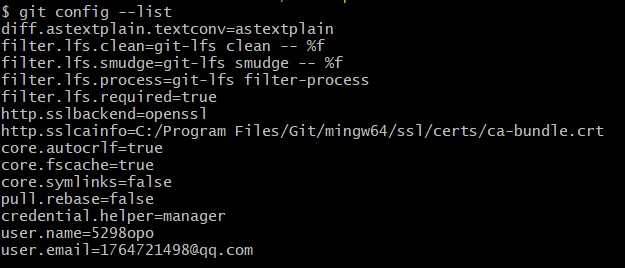 $ git config --list
diff.astextplain.textconv=astextplain
filter.lfs.clean=git-lfs clean -- %f
filter.lfs.smudge=git-lfs smudge -- %f
filter.lfs.process=git-lfs filter-process
filter.lfs.required=true
http.sslbackend=openssl
http.sslcainfo=C:/Program Files/Git/mingw64/ssl/certs/ca-bundle.crt
core.autocrlf=true
core.fscache=true
core.symlinks=false
pull.rebase=false
credential.helper=manager
user.name=5298opo
user.email=1764721498@qq.com